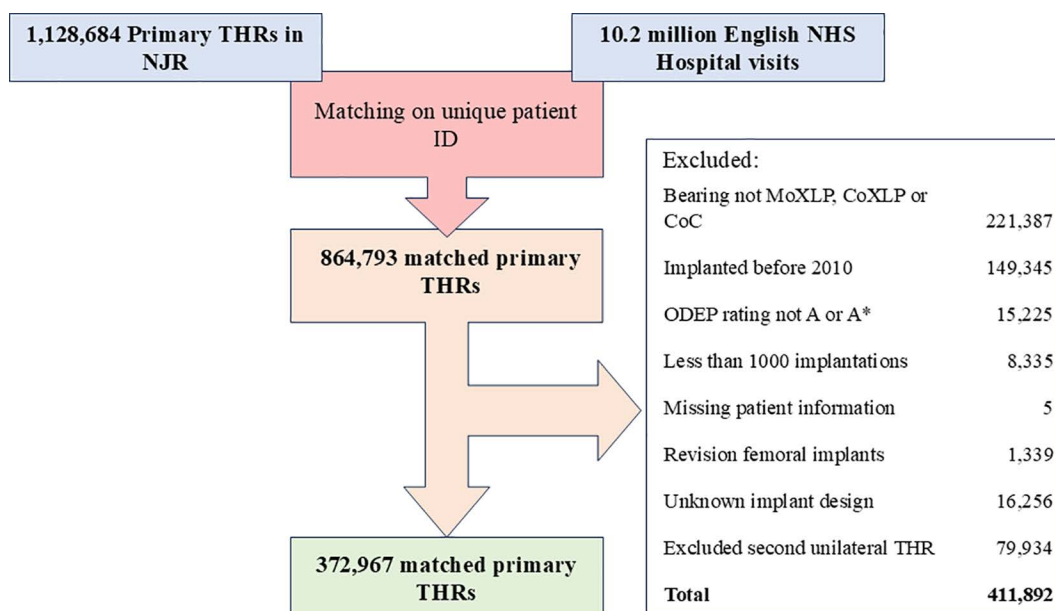 1,128,684 Primary THRs in
NJR
10.2 million English NHS
Hospital visits
Matching on unique patient
ID
864,793 matched primary
THRs
372,967 matched primary
THRs
Excluded:
Bearing not MoXLP, CoXLP or
CoC 221,387
Implanted before 2010 149,345
ODEP rating not A or A* 15,225
Less than 1000 implantations 8,335
Missing patient information 5
Revision femoral implants 1,339
Unknown implant design 16,256
Excluded second unilateral THR 79,934
Total 411,892